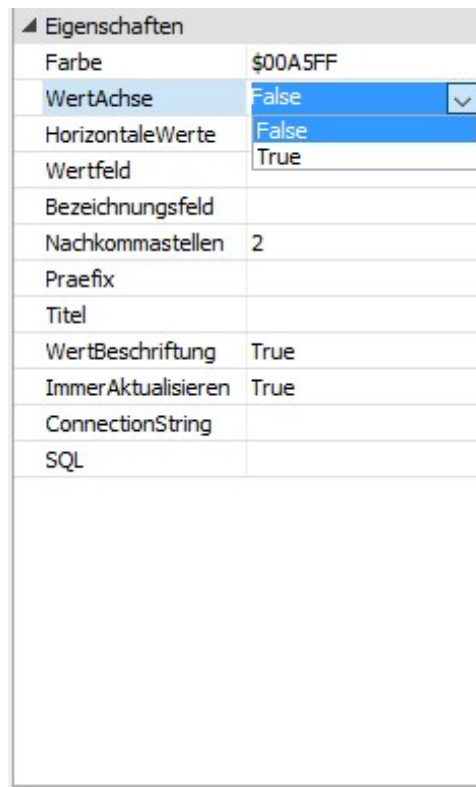 Eigenschaften
Farbe $00A5FF
WertAchse False
HorizontaleWerte False
Wertfeld True
Bezeichnungsfeld
Nachkommastellen 2
Praefix
Titel
WertBeschriftung True
ImmerAktualisieren True
ConnectionString
SQL